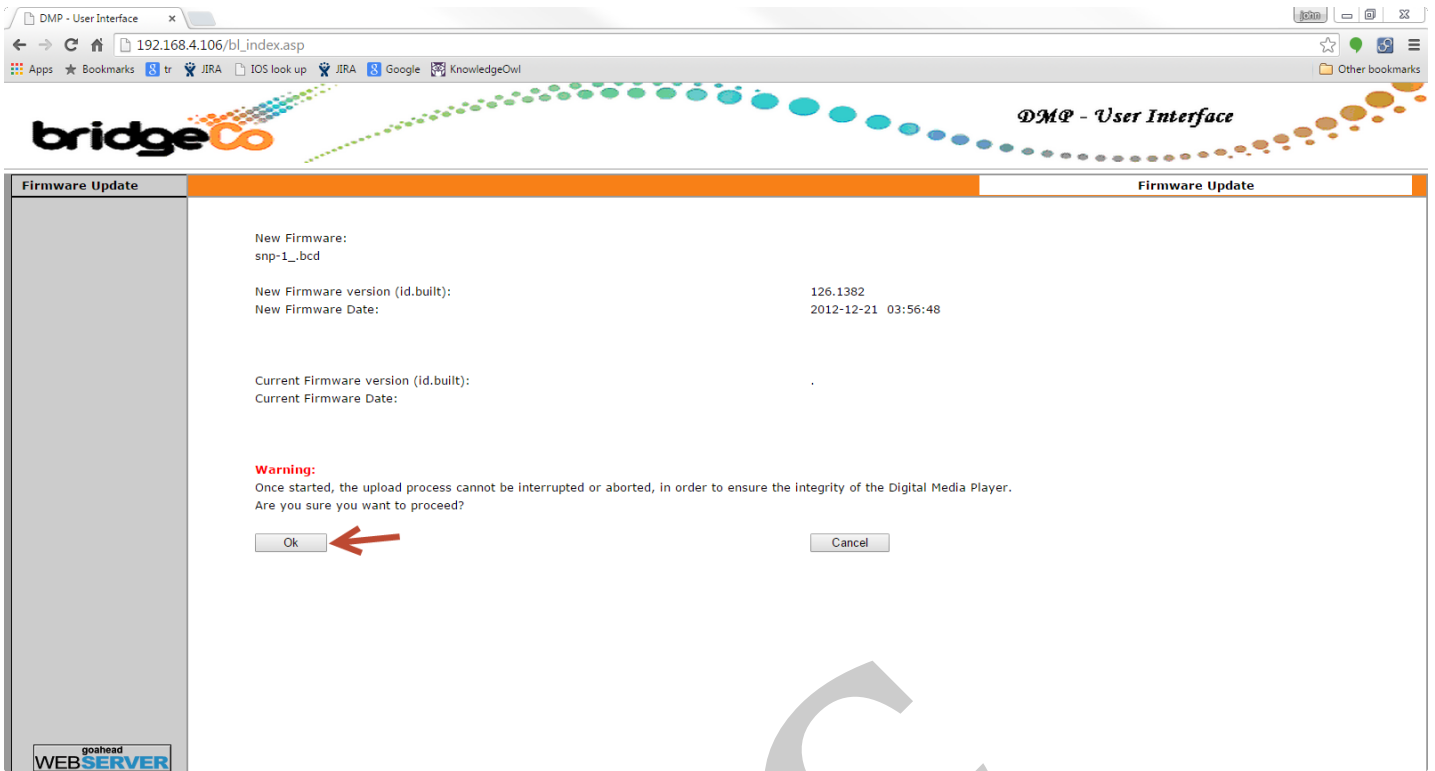 DMP - User Interface
john
192.168.4.106/bl_index.asp
Apps Bookmarks tr JIRA IOS look up JIRA Google KnowledgeOwl Other bookmarks
bridgeCo
DMP - User Interface
Firmware Update
Firmware Update
New Firmware:
snp-1_.bcd
New Firmware version (id.built): 126.1382
New Firmware Date: 2012-12-21 03:56:48
Current Firmware version (id.built): .
Current Firmware Date:
Warning:
Once started, the upload process cannot be interrupted or aborted, in order to ensure the integrity of the Digital Media Player.
Are you sure you want to proceed?
Ok Cancel
goahead
WEBSERVER